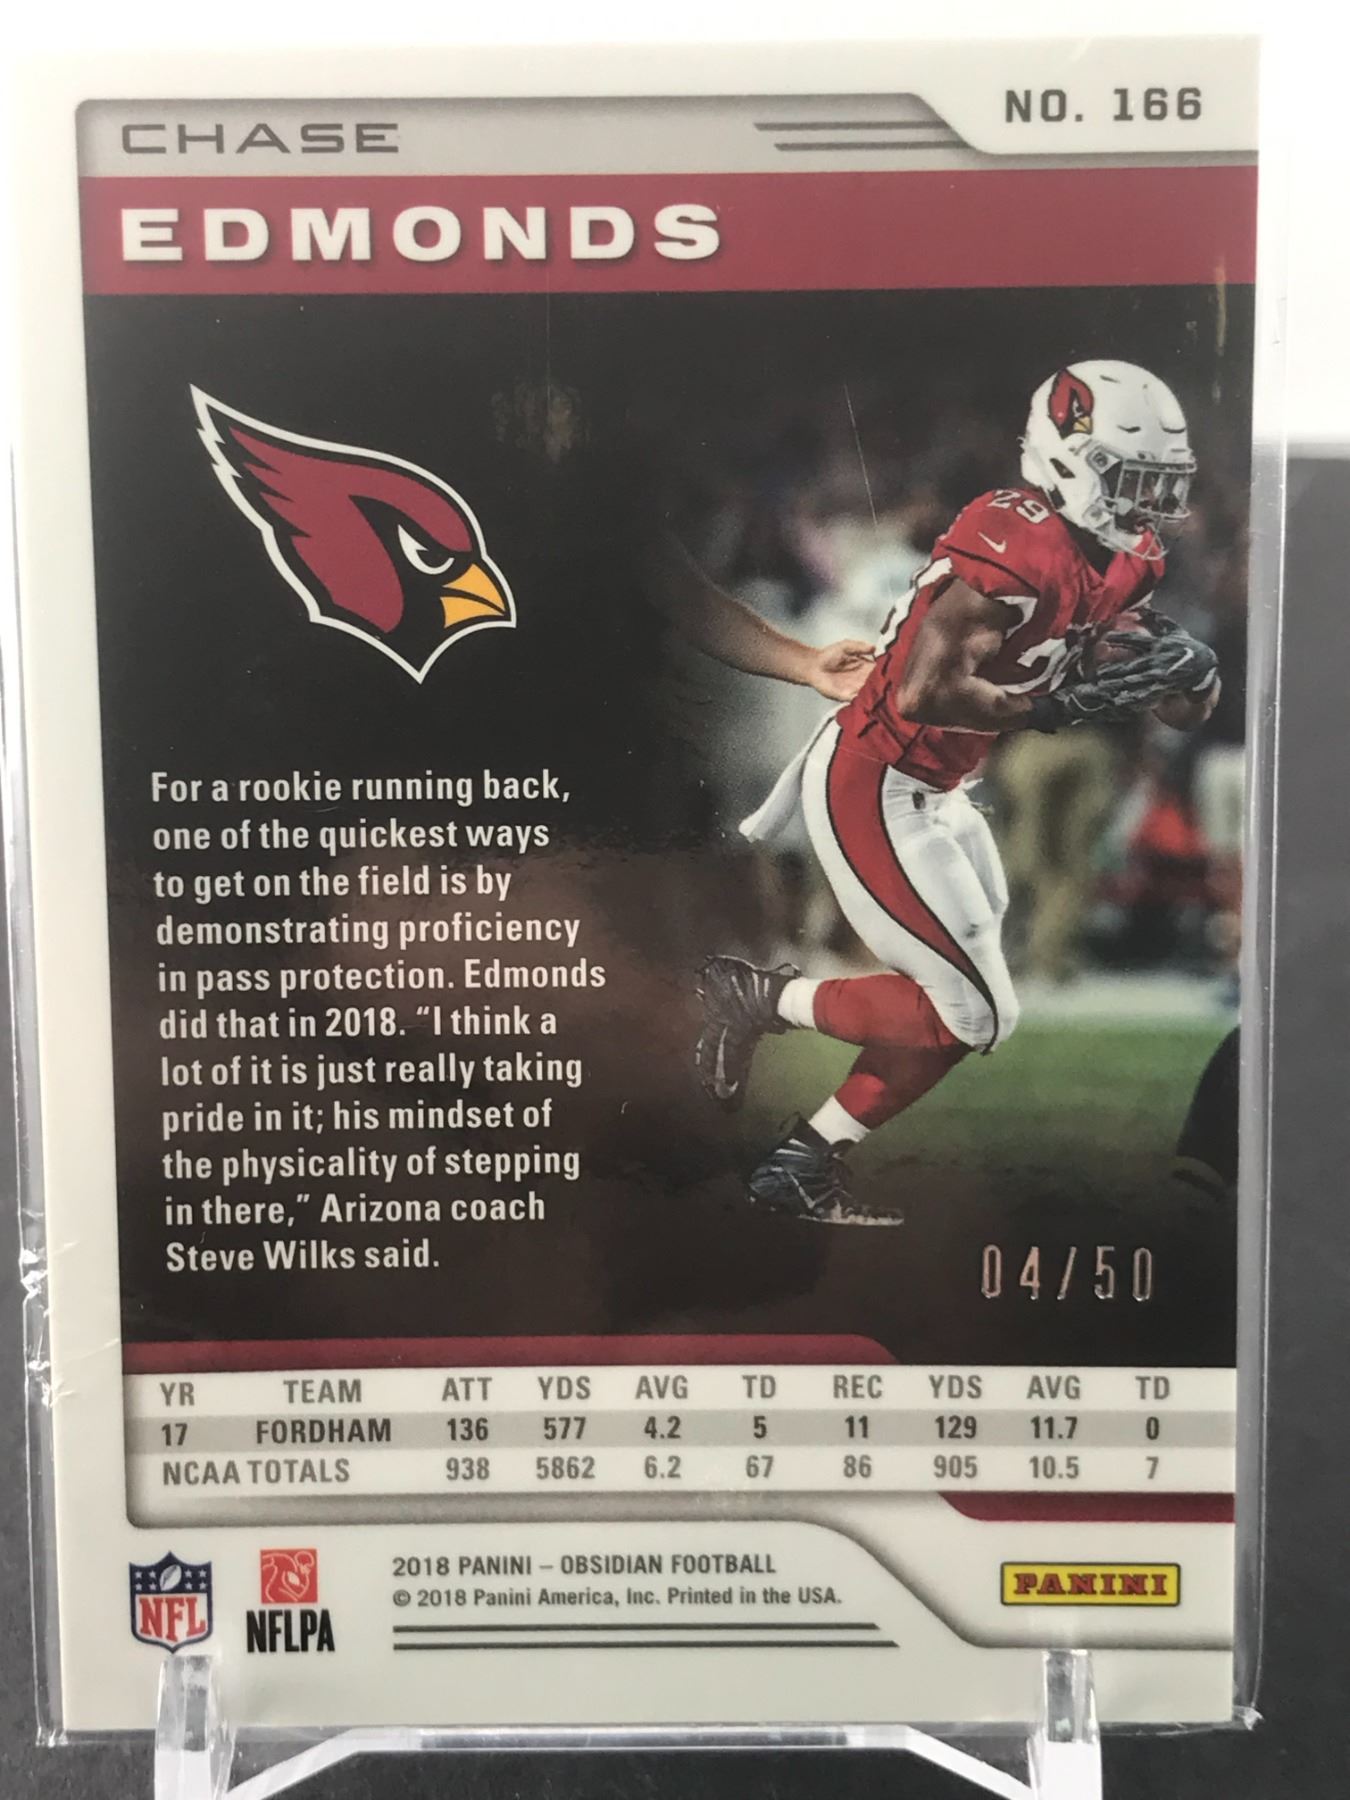 NO. 166
CHASE
EDMONDS
29
29
For a rookie running back,
one of the quickest ways
to get on the field is by
demonstrating proficiency
in pass protection. Edmonds
did that in 2018. “I think a
lot of it is just really taking
pride in it; his mindset of
the physicality of stepping
in there,” Arizona coach
Steve Wilks said.
04/50
YR TEAM ATT YDS AVG TD REC YDS AVG TD
17 FORDHAM 136 577 4.2 5 11 129 11.7 0
NCAA TOTALS 938 5862 6.2 67 86 905 10.5 7
NFL
NFLPA
2018 PANINI – OBSIDIAN FOOTBALL
© 2018 Panini America, Inc. Printed in the USA.
PANINI